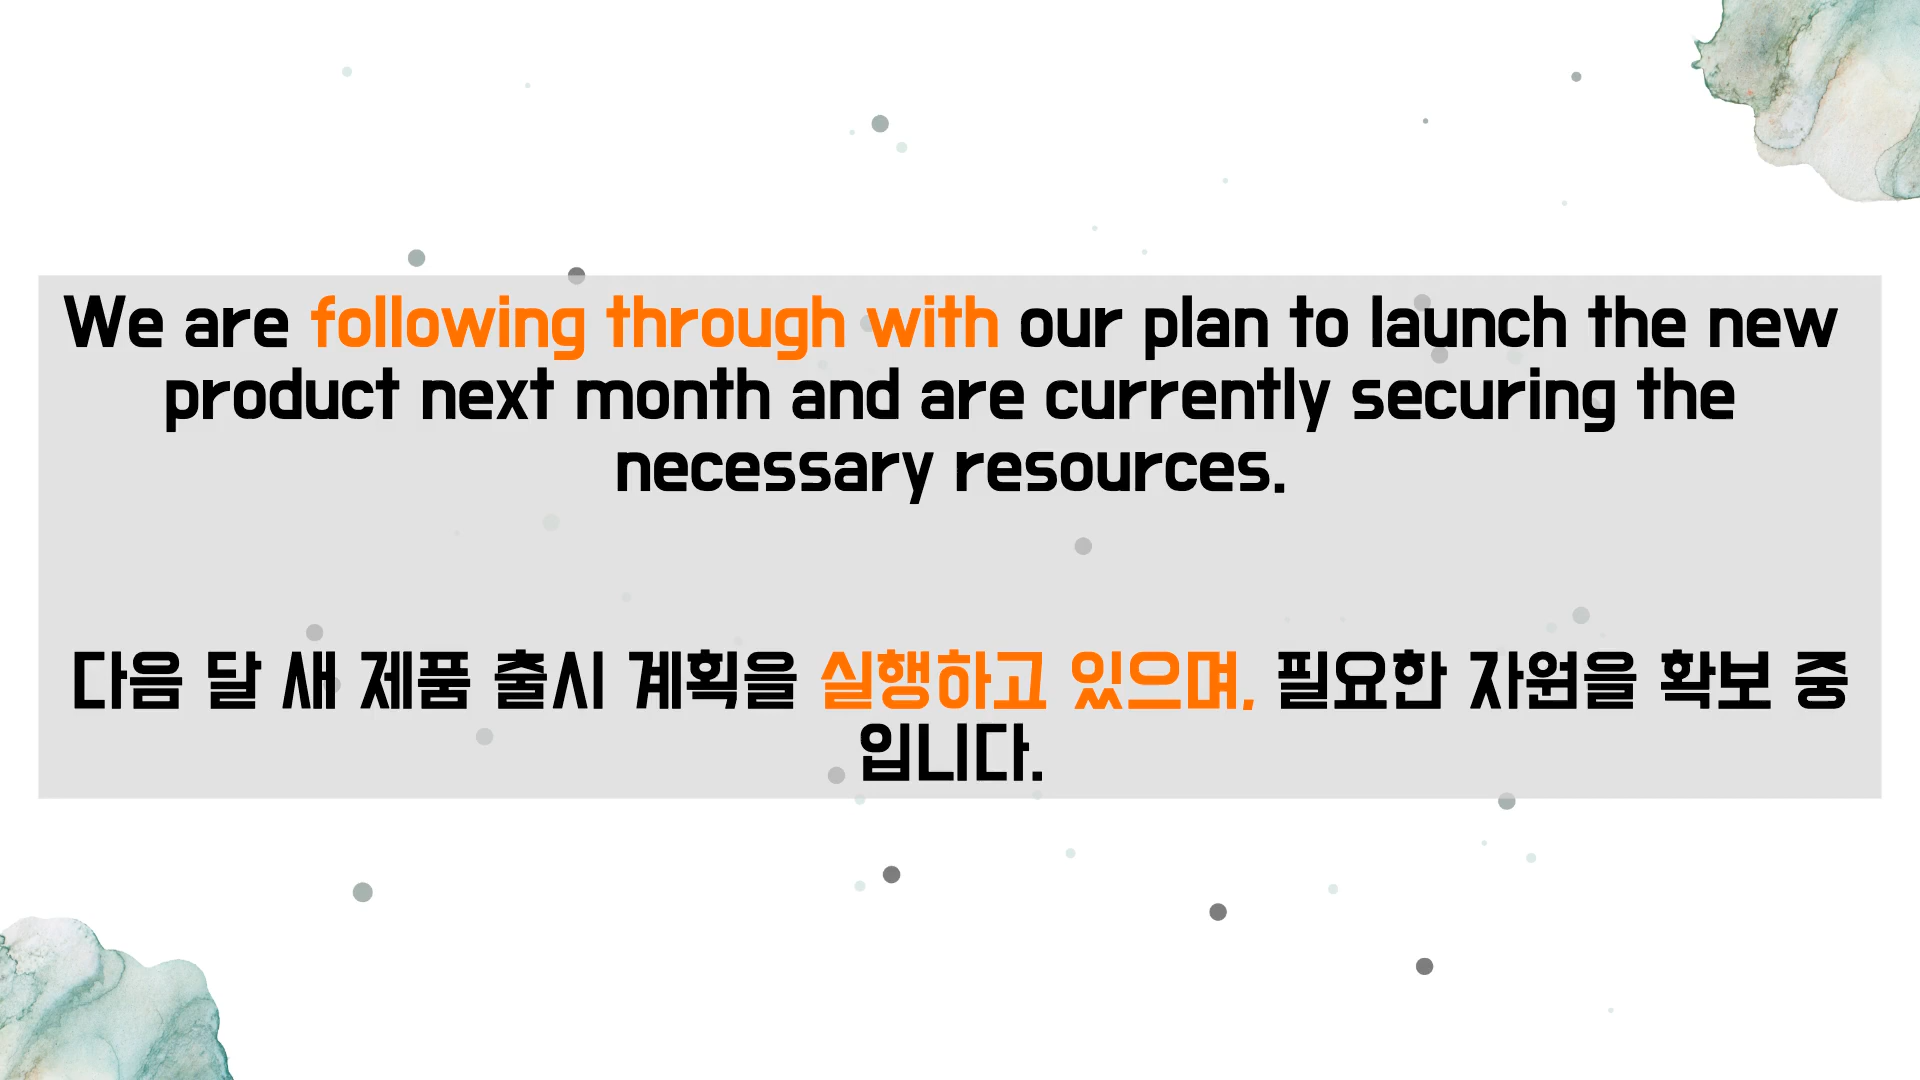 We are following through with our plan to launch the new
product next month and are currently securing the
necessary resources.
다음 달 새 제품 출시 계획을 실행하고 있으며, 필요한 자원을 확보 중
입니다.